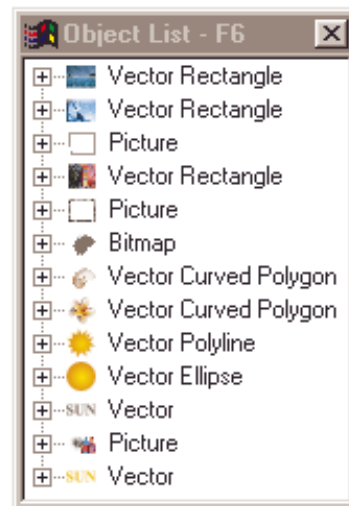 Object List - F6
Vector Rectangle
Vector Rectangle
Picture
Vector Rectangle
Picture
Bitmap
Vector Curved Polygon
Vector Curved Polygon
Vector Polyline
Vector Ellipse
SUN Vector
Picture
SUN Vector